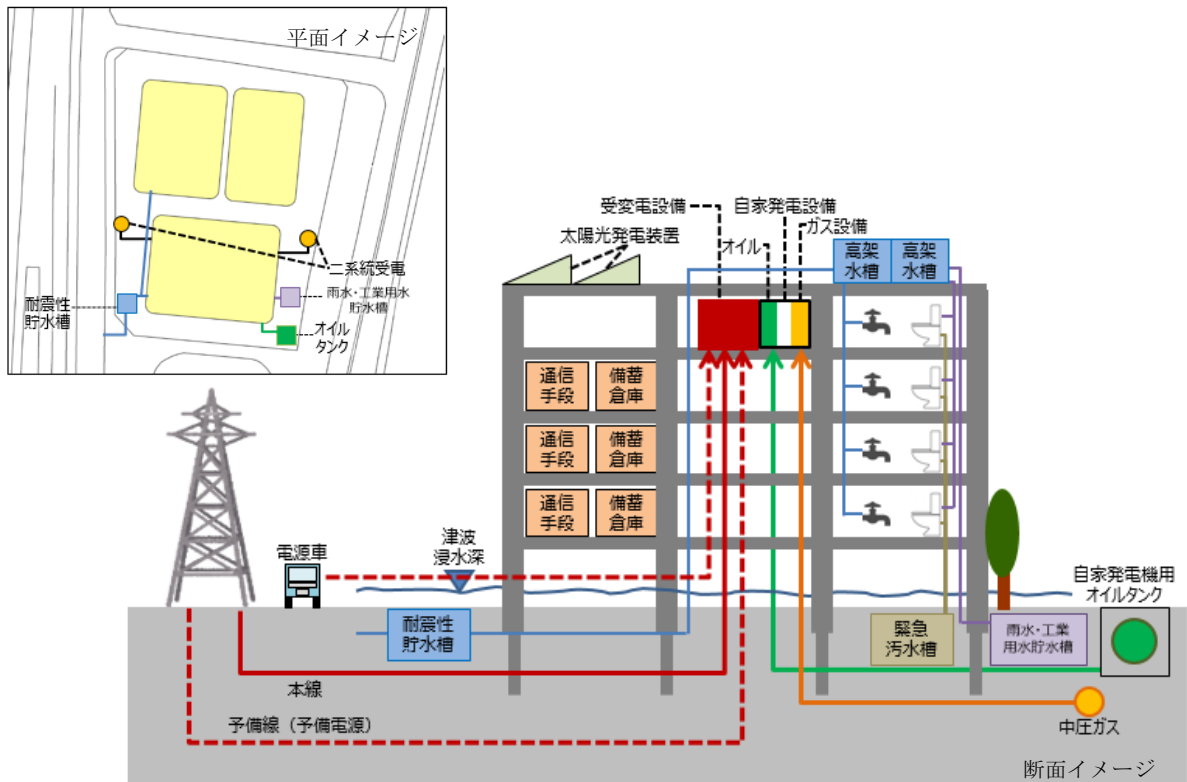 平面イメージ
二系統受電
耐震性
貯水槽
雨水・工業用水
貯水槽
オイル
タンク
受変電設備
自家発電設備
ガス設備
太陽光発電装置
オイル
高架
水槽
高架
水槽
通信
手段
備蓄
倉庫
通信
手段
備蓄
倉庫
通信
手段
備蓄
倉庫
電源車
津波
浸水深
自家発電機用
オイルタンク
耐震性
貯水槽
緊急
汚水槽
雨水・工業
用水貯水槽
本線
予備線（予備電源）
中圧ガス
断面イメージ